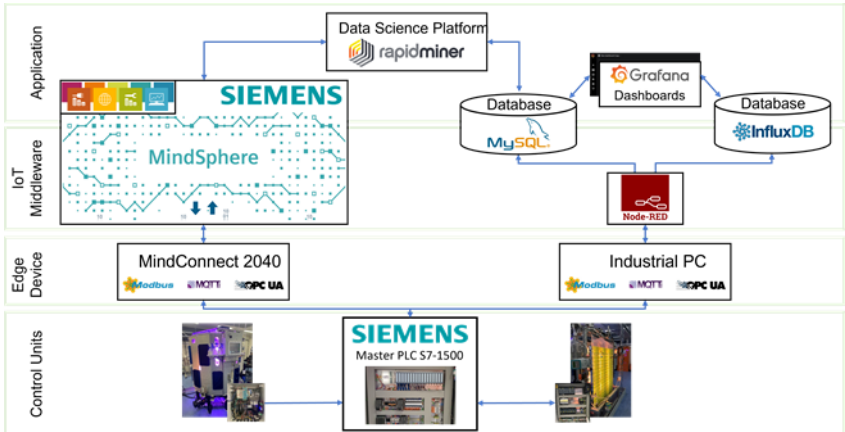 Application
Data Science Platform
rapidminer
SIEMENS
MindSphere
Grafana
Dashboards
Database
MySQL
Database
InfluxDB
IoT
Middleware
Node-RED
Edge
Device
MindConnect 2040
Modbus
MQTT
OPC UA
Industrial PC
Modbus
MQTT
OPC UA
Control Units
SIEMENS
Master PLC S7-1500